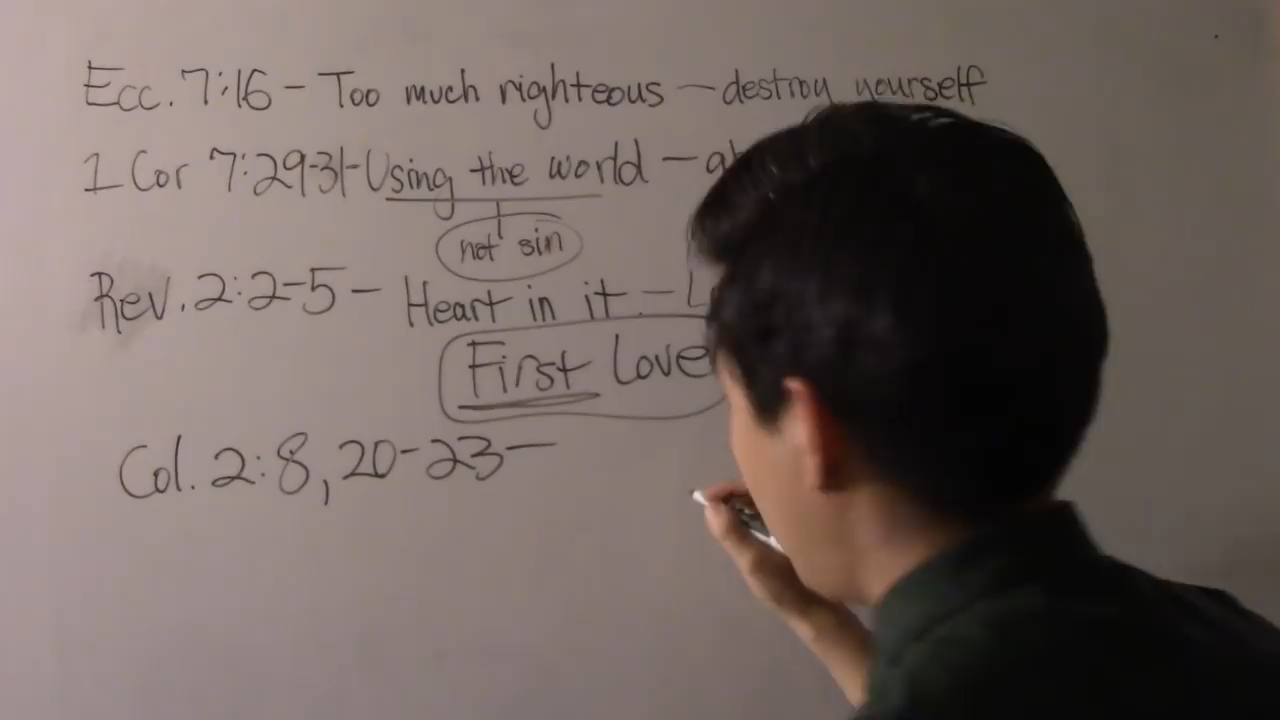 Ecc. 7:16 - Too much righteous - destroy yourself
1 Cor 7:29-31-Using the world -
not sin
Rev. 2:2-5 - Heart in it -
First Love
Col. 2:8, 20-23 -